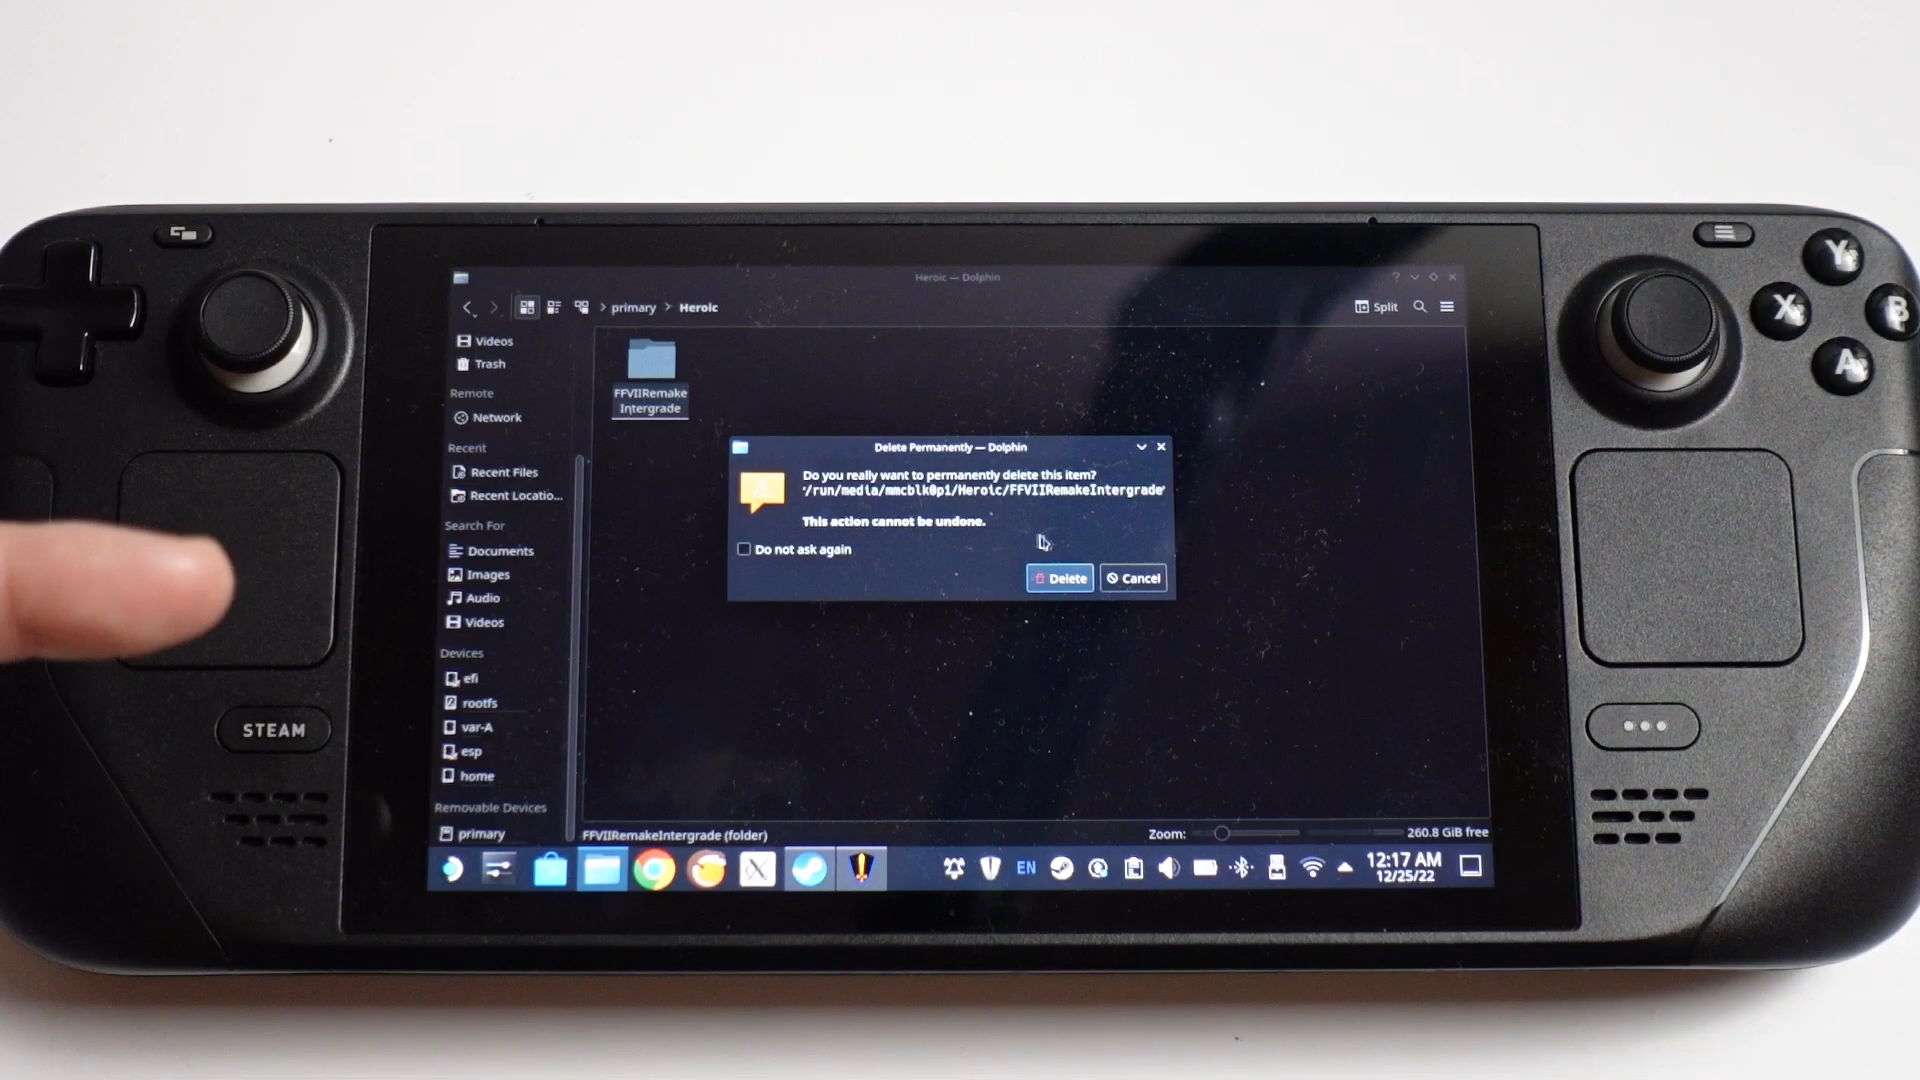 Heroic — Dolphin
primary > Heroic
Split
Videos
Trash
Remote
Network
Recent
Recent Files
Recent Locatio...
Search For
Documents
Images
Audio
Videos
Devices
efi
rootfs
var-A
esp
home
Removable Devices
primary
FFVIIRemake
Intergrade
Delete Permanently — Dolphin
Do you really want to permanently delete this item?
'/run/media/mmcblk0p1/Heroic/FFVIIRemakeIntergrade'
This action cannot be undone.
Do not ask again
Delete
Cancel
FFVIIRemakeIntergrade (folder)
Zoom:
260.8 GiB free
EN
12:17 AM
12/25/22
STEAM
Y
X
B
A